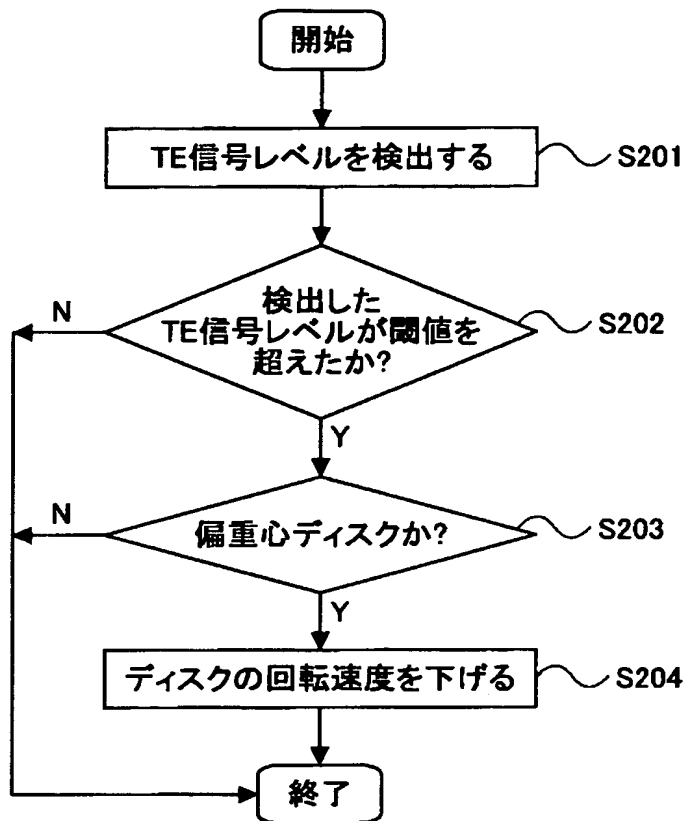 開始
TE信号レベルを検出する
S201
検出した
TE信号レベルが閾値を
超えたか?
S202
N
Y
偏重心ディスクか?
S203
N
Y
ディスクの回転速度を下げる
S204
終了